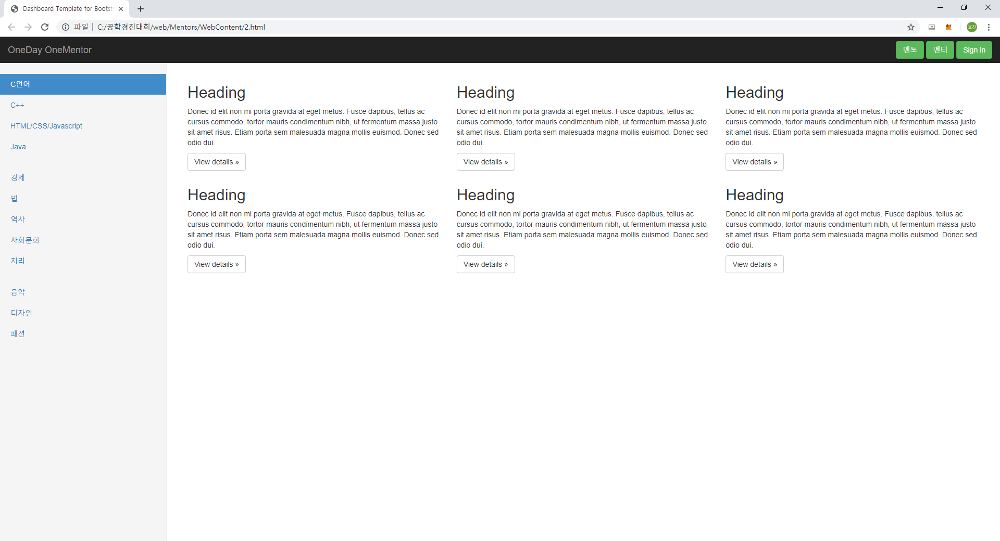 Dashboard Template for Boots
파일 C:/공학경진대회/web/Mentors/WebContent/2.html
효진
OneDay OneMentor
멘토 멘티 Sign in
C언어
C++
HTML/CSS/Javascript
Java
경제
법
역사
사회문화
지리
음악
디자인
패션
Heading
Donec id elit non mi porta gravida at eget metus. Fusce dapibus, tellus ac
cursus commodo, tortor mauris condimentum nibh, ut fermentum massa justo
sit amet risus. Etiam porta sem malesuada magna mollis euismod. Donec sed
odio dui.
View details »
Heading
Donec id elit non mi porta gravida at eget metus. Fusce dapibus, tellus ac
cursus commodo, tortor mauris condimentum nibh, ut fermentum massa justo
sit amet risus. Etiam porta sem malesuada magna mollis euismod. Donec sed
odio dui.
View details »
Heading
Donec id elit non mi porta gravida at eget metus. Fusce dapibus, tellus ac
cursus commodo, tortor mauris condimentum nibh, ut fermentum massa justo
sit amet risus. Etiam porta sem malesuada magna mollis euismod. Donec sed
odio dui.
View details »
Heading
Donec id elit non mi porta gravida at eget metus. Fusce dapibus, tellus ac
cursus commodo, tortor mauris condimentum nibh, ut fermentum massa justo
sit amet risus. Etiam porta sem malesuada magna mollis euismod. Donec sed
odio dui.
View details »
Heading
Donec id elit non mi porta gravida at eget metus. Fusce dapibus, tellus ac
cursus commodo, tortor mauris condimentum nibh, ut fermentum massa justo
sit amet risus. Etiam porta sem malesuada magna mollis euismod. Donec sed
odio dui.
View details »
Heading
Donec id elit non mi porta gravida at eget metus. Fusce dapibus, tellus ac
cursus commodo, tortor mauris condimentum nibh, ut fermentum massa justo
sit amet risus. Etiam porta sem malesuada magna mollis euismod. Donec sed
odio dui.
View details »